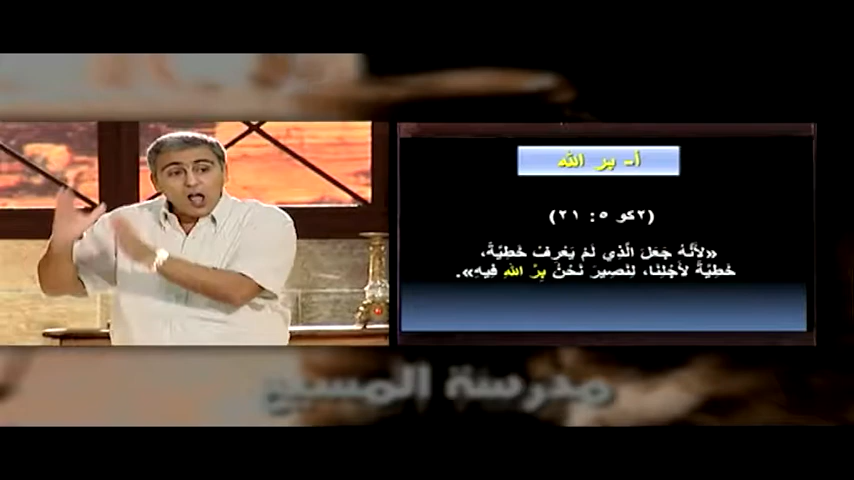 أ- بر الله
(٢كو ٥: ٢١)
«لأَنَّهُ جَعَلَ الَّذِي لَمْ يَعْرِفْ خَطِيَّةً،
خَطِيَّةً لأَجْلِنَا، لِنَصِيرَ نَحْنُ بِرَّ اللهِ فِيهِ».
مدرسة المسيح